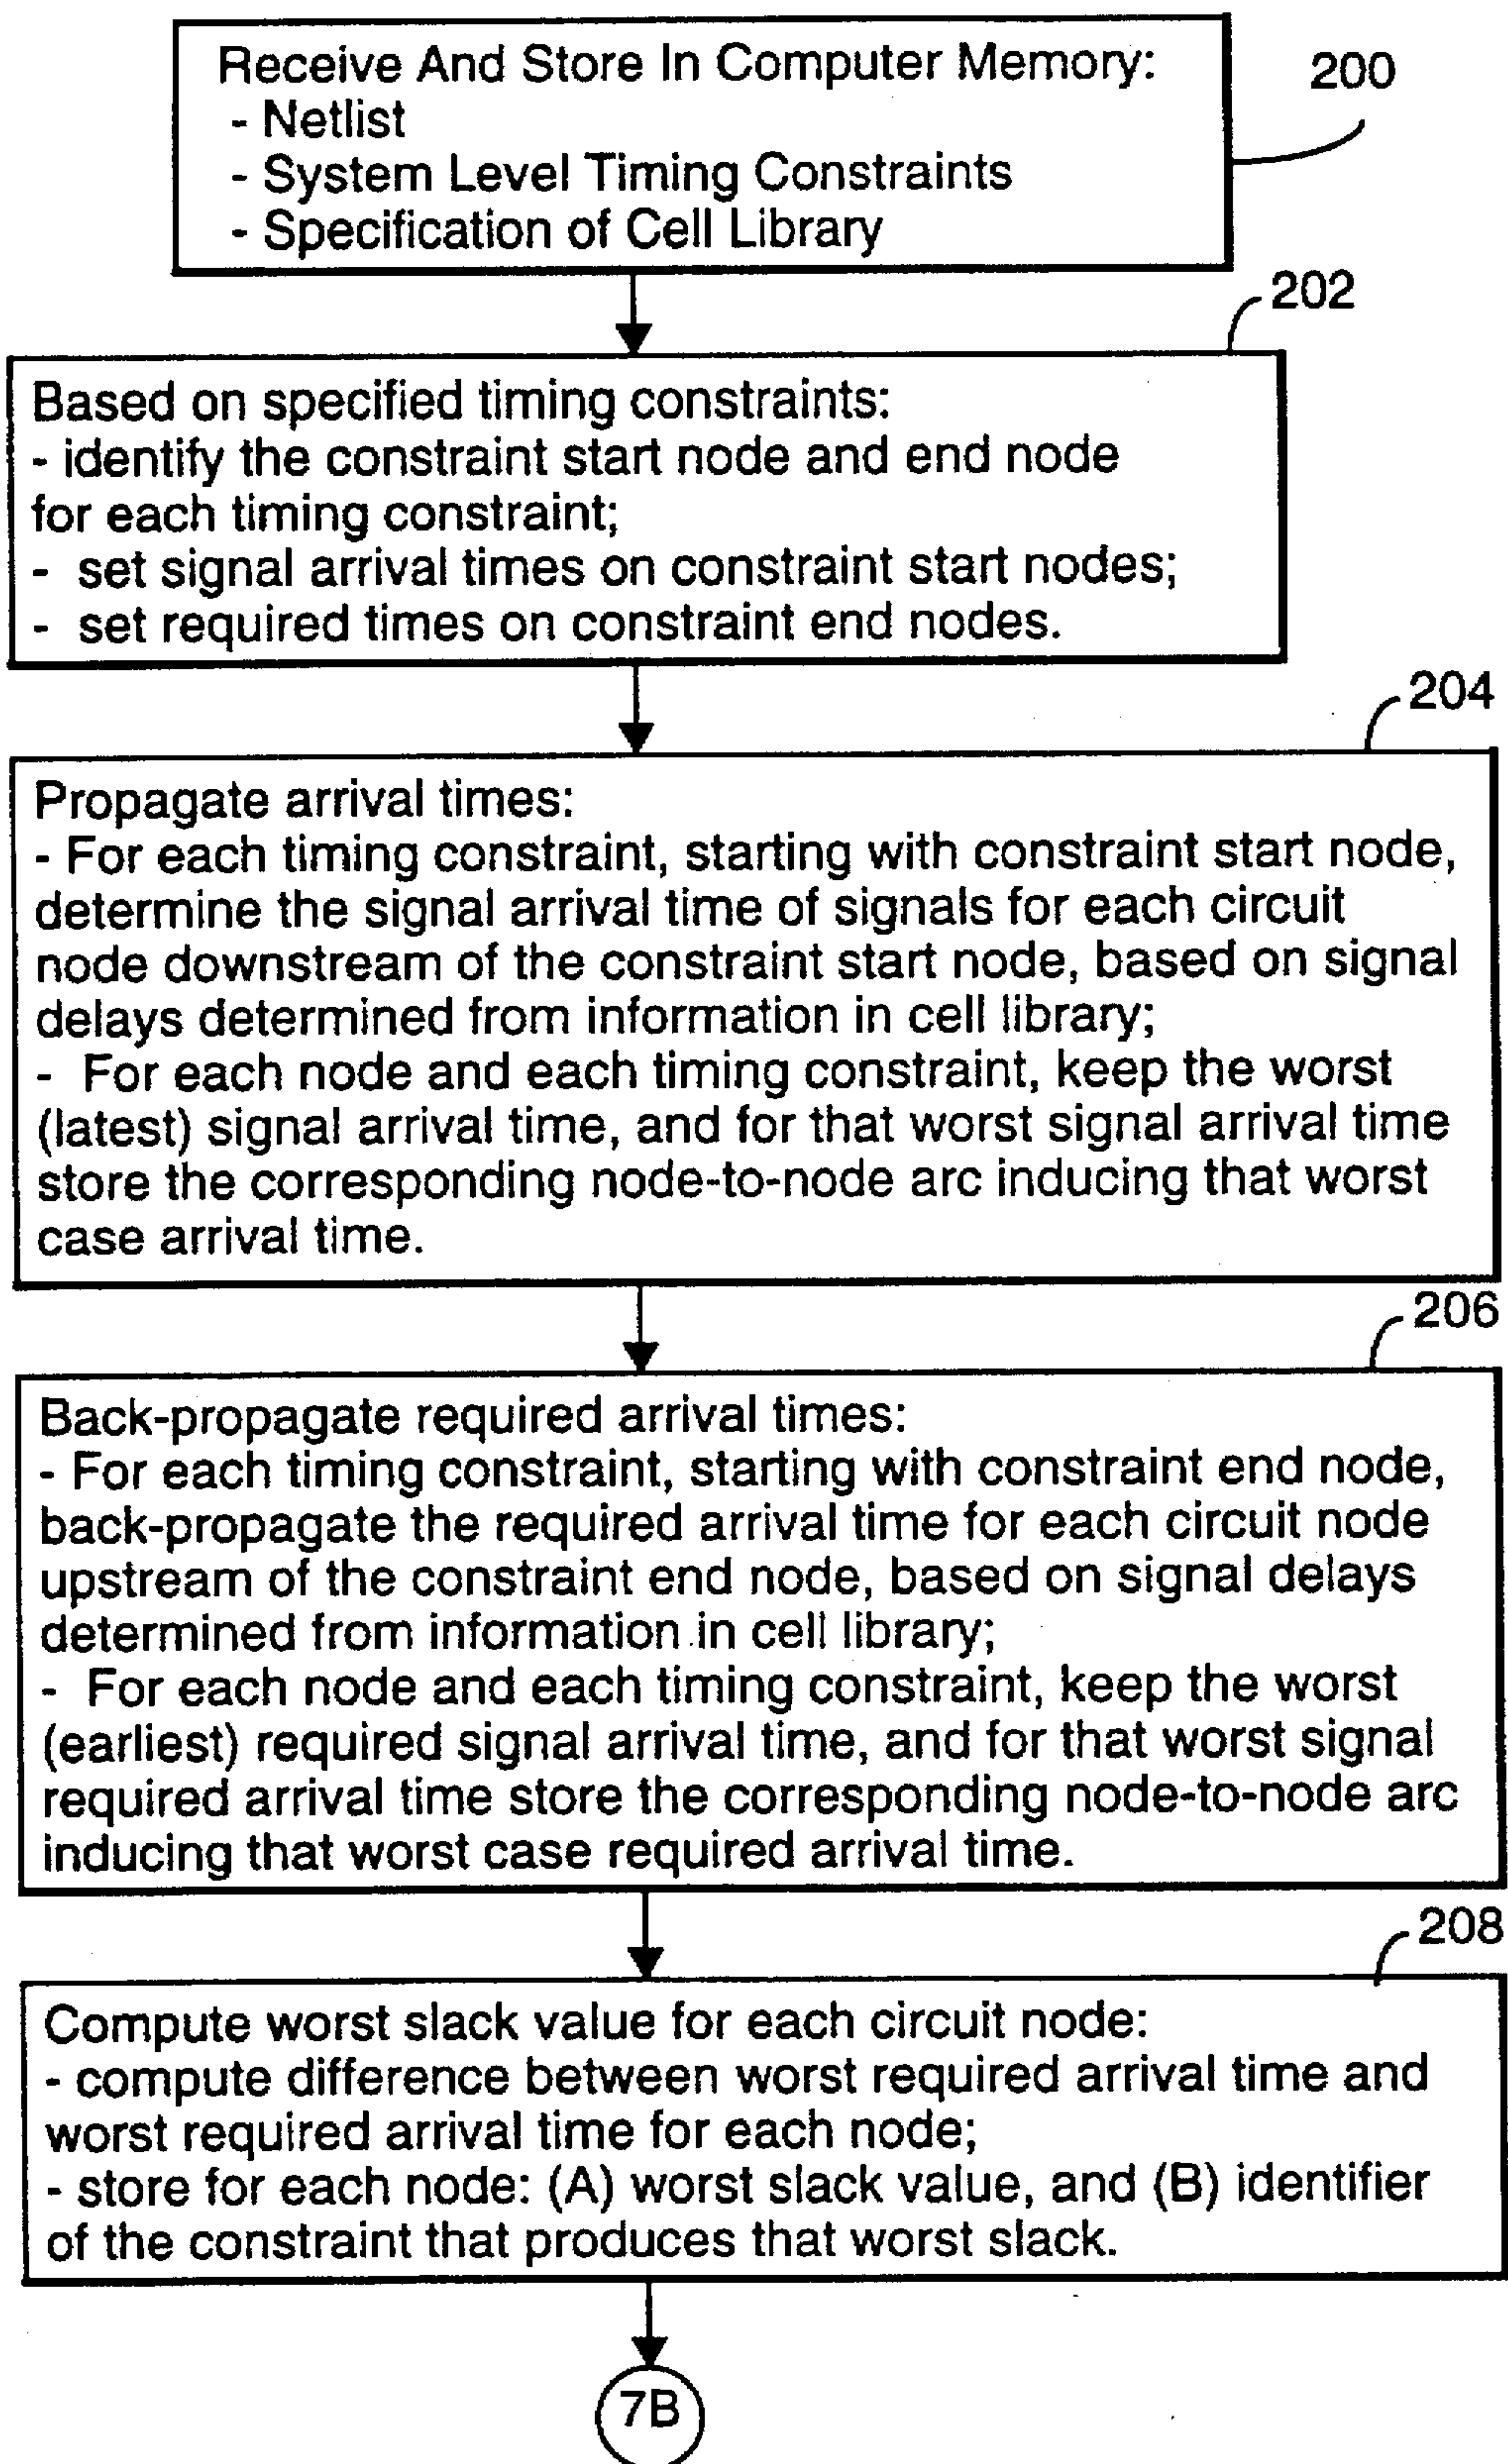 Receive And Store In Computer Memory:
- Netlist
- System Level Timing Constraints
- Specification of Cell Library
200
202
Based on specified timing constraints:
- identify the constraint start node and end node
for each timing constraint;
- set signal arrival times on constraint start nodes;
- set required times on constraint end nodes.
204
Propagate arrival times:
- For each timing constraint, starting with constraint start node,
determine the signal arrival time of signals for each circuit
node downstream of the constraint start node, based on signal
delays determined from information in cell library;
- For each node and each timing constraint, keep the worst
(latest) signal arrival time, and for that worst signal arrival time
store the corresponding node-to-node arc inducing that worst
case arrival time.
206
Back-propagate required arrival times:
- For each timing constraint, starting with constraint end node,
back-propagate the required arrival time for each circuit node
upstream of the constraint end node, based on signal delays
determined from information in cell library;
- For each node and each timing constraint, keep the worst
(earliest) required signal arrival time, and for that worst signal
required arrival time store the corresponding node-to-node arc
inducing that worst case required arrival time.
208
Compute worst slack value for each circuit node:
- compute difference between worst required arrival time and
worst required arrival time for each node;
- store for each node: (A) worst slack value, and (B) identifier
of the constraint that produces that worst slack.
7B